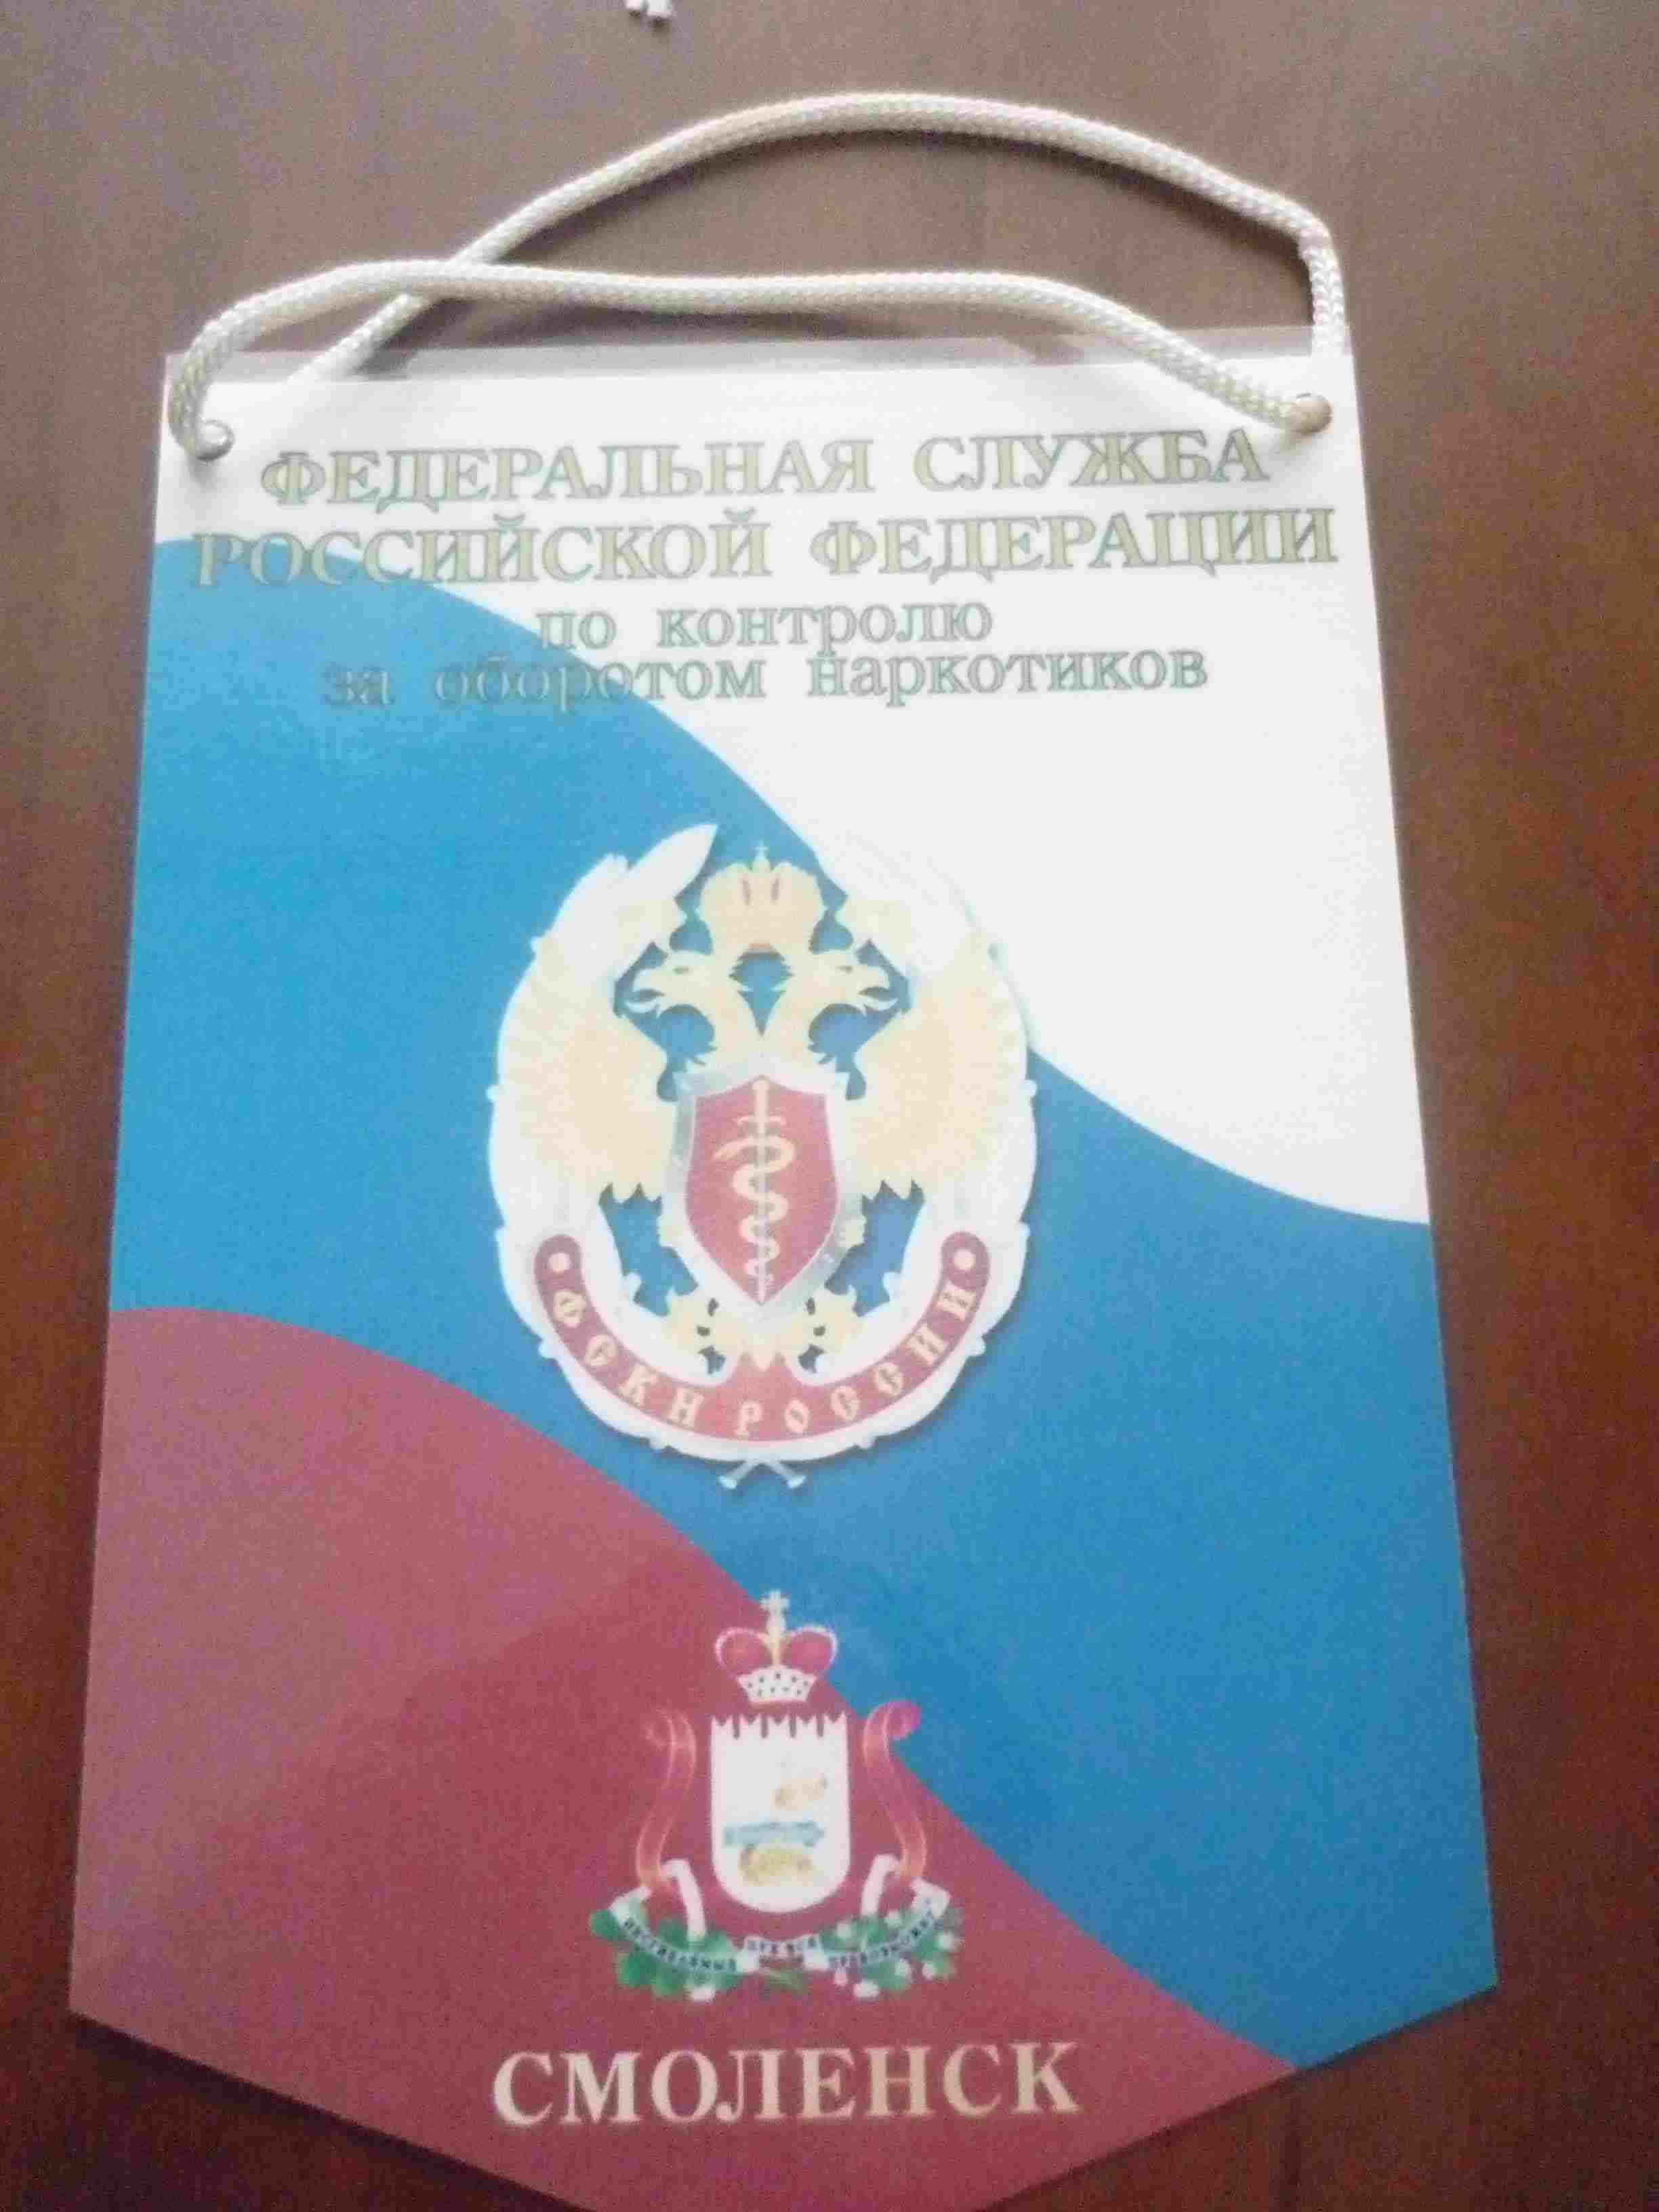 ФЕДЕРАЛЬНАЯ СЛУЖБА
РОССИЙСКОЙ ФЕДЕРАЦИИ
по контролю
за оборотом наркотиков
ФСКН РОССИИ
СМОЛЕНСК